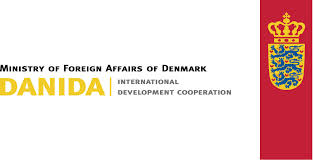 Ministry of Foreign Affairs of Denmark
DANIDA
INTERNATIONAL
DEVELOPMENT COOPERATION